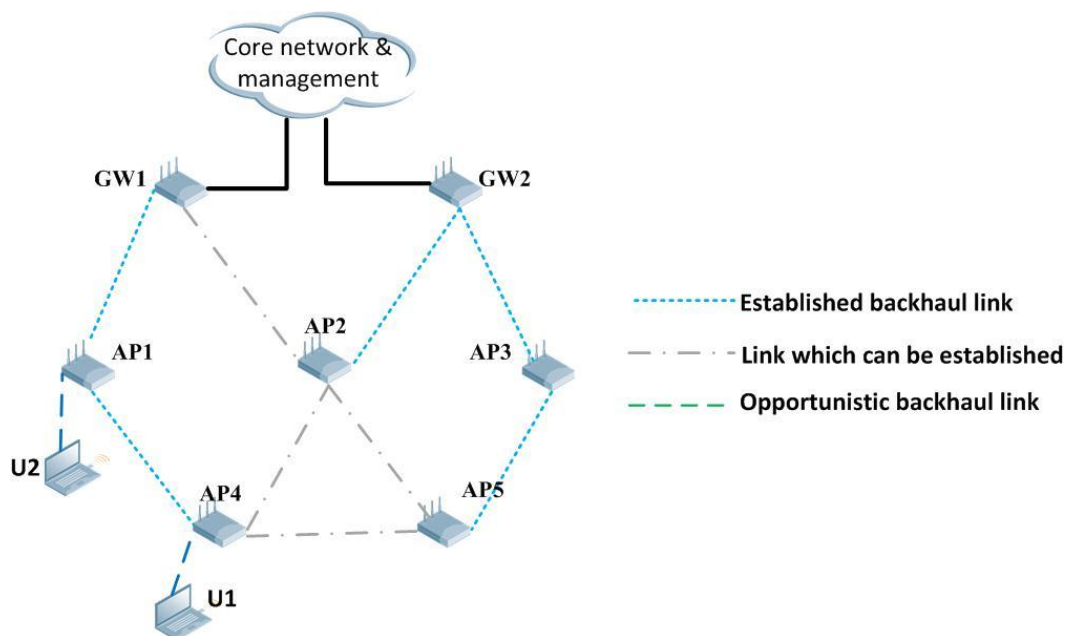 Core network &
management
GW1
GW2
AP2
AP1
AP3
Established backhaul link
Link which can be established
Opportunistic backhaul link
U2
AP4
AP5
U1